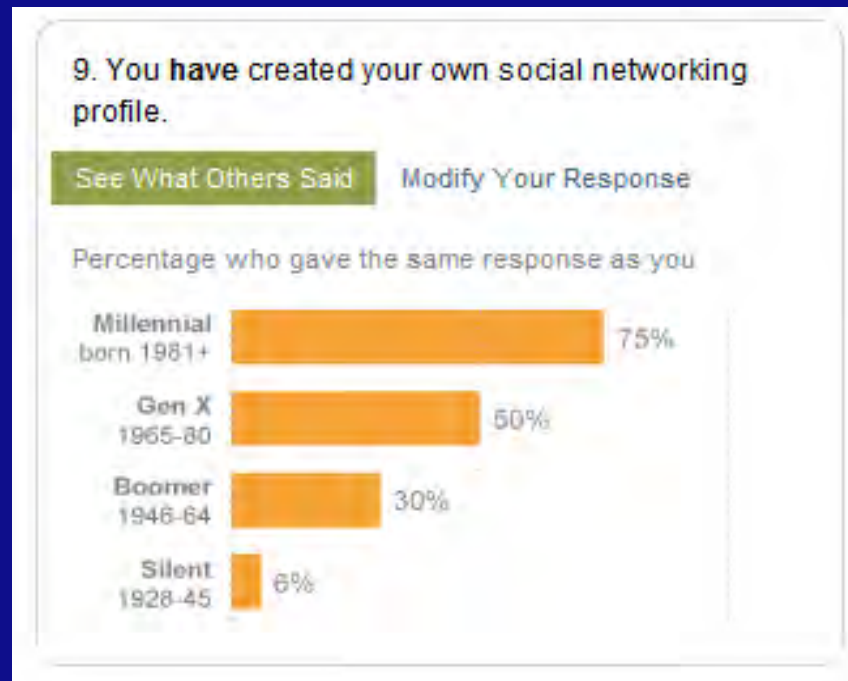 9. You have created your own social networking
profile.
See What Others Said
Modify Your Response
Percentage who gave the same response as you
Millennial
born 1981+
75%
Gen X
1965-80
50%
Boomer
1946-64
30%
Silent
1928-45
6%